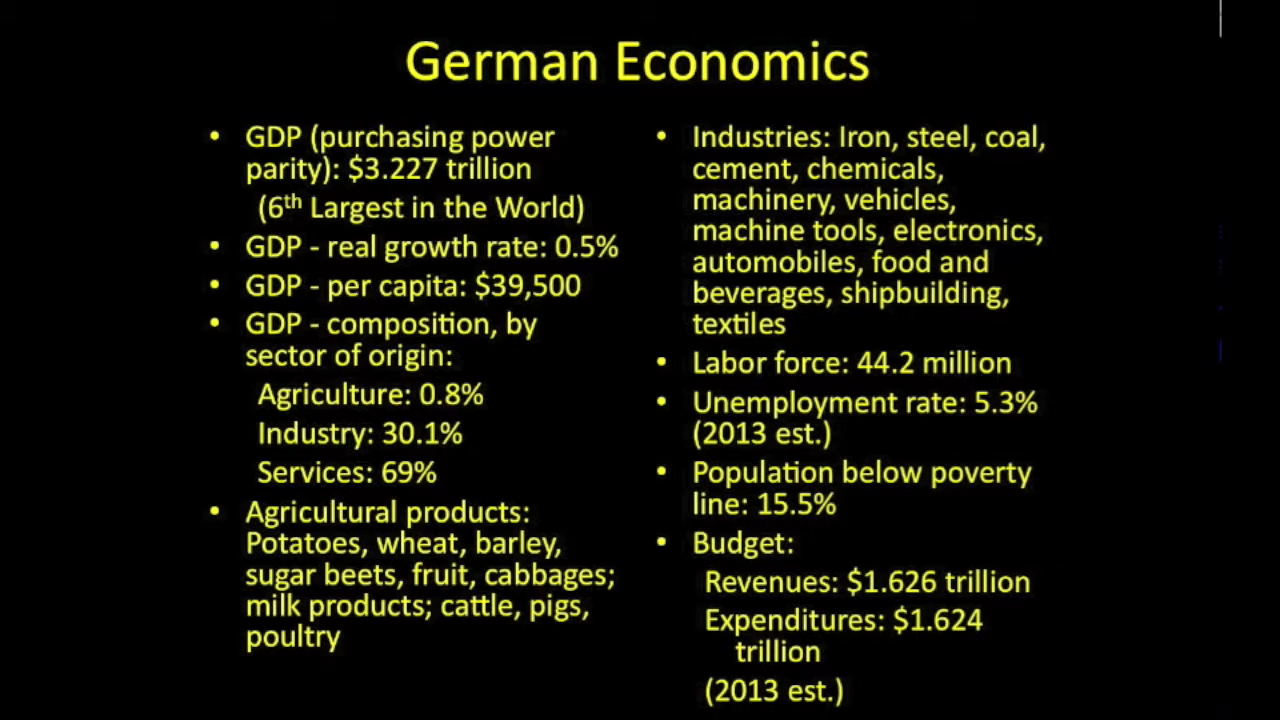 German Economics
• GDP (purchasing power
parity): $3.227 trillion
(6th Largest in the World)
• GDP - real growth rate: 0.5%
• GDP - per capita: $39,500
• GDP - composition, by
sector of origin:
Agriculture: 0.8%
Industry: 30.1%
Services: 69%
• Agricultural products:
Potatoes, wheat, barley,
sugar beets, fruit, cabbages;
milk products; cattle, pigs,
poultry
• Industries: Iron, steel, coal,
cement, chemicals,
machinery, vehicles,
machine tools, electronics,
automobiles, food and
beverages, shipbuilding,
textiles
• Labor force: 44.2 million
• Unemployment rate: 5.3%
(2013 est.)
• Population below poverty
line: 15.5%
• Budget:
Revenues: $1.626 trillion
Expenditures: $1.624
trillion
(2013 est.)